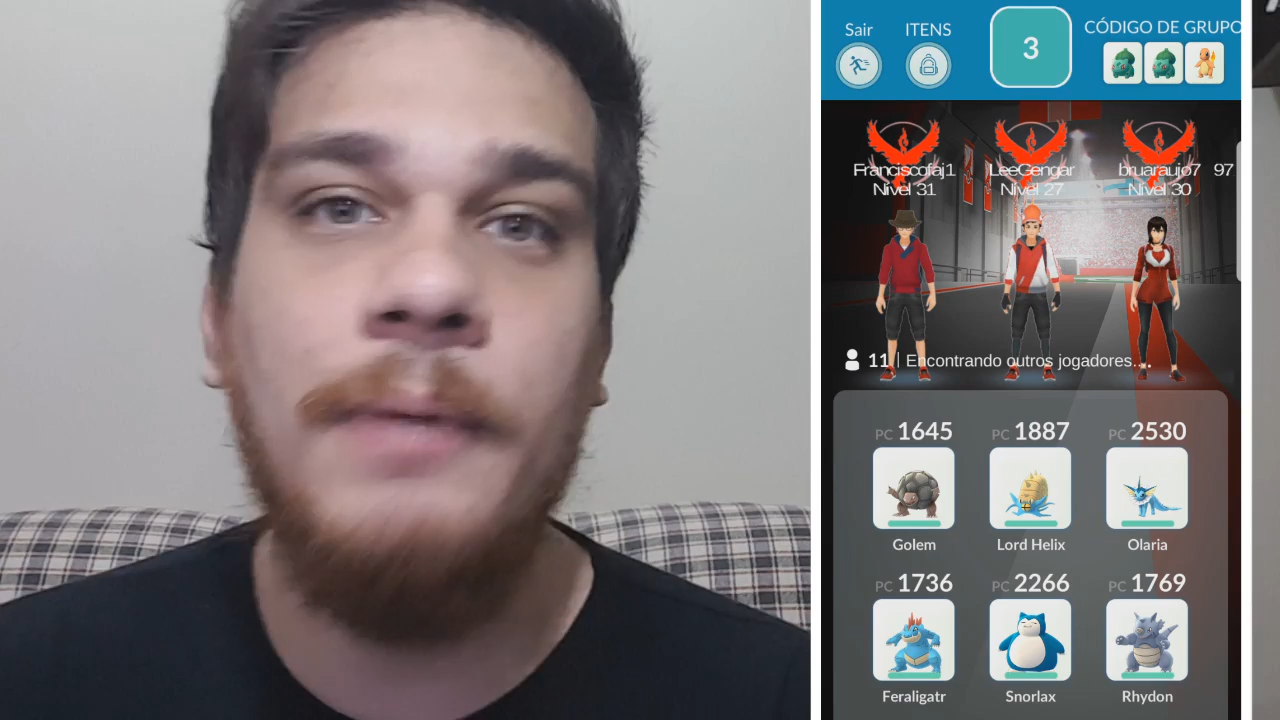 Sair
ITENS
3
CÓDIGO DE GRUPO
Franciscofaj1
Nível 31
LeeGengar
Nível 27
bruaraujo7 97
Nível 30
11 | Encontrando outros jogadores....
PC 1645
PC 1887
PC 2530
Golem
Lord Helix
Olaria
PC 1736
PC 2266
PC 1769
Feraligatr
Snorlax
Rhydon